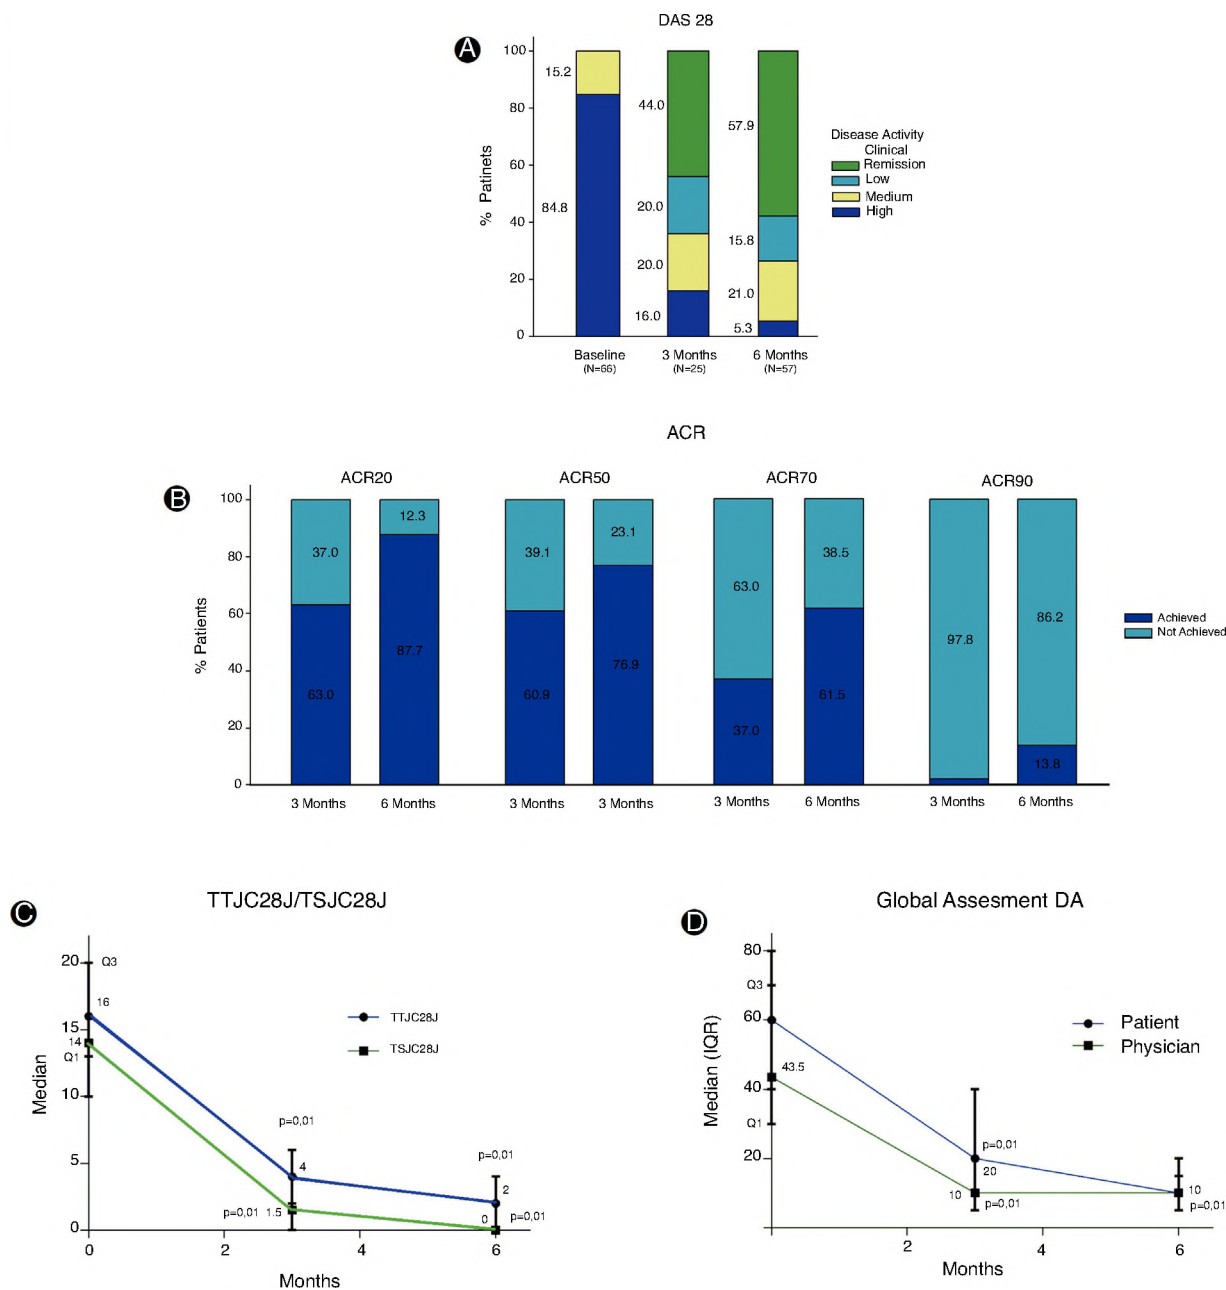 DAS 28
A
100
80
60
40
20
0
% Patinets
15.2
84.8
44.0
20.0
20.0
16.0
57.9
15.8
21.0
5.3
Baseline
(N=66)
3 Months
(N=25)
6 Months
(N=57)
Disease Activity
Clinical
Remission
Low
Medium
High
ACR
B
ACR20
ACR50
ACR70
ACR90
100
80
60
40
20
0
% Patients
37.0
63.0
12.3
87.7
39.1
60.9
23.1
76.9
63.0
37.0
38.5
61.5
97.8
86.2
13.8
3 Months
6 Months
3 Months
3 Months
3 Months
6 Months
3 Months
6 Months
Achieved
Not Achieved
C
TTJC28J/TSJC28J
20
15
10
5
0
Median
Q3
16
14
Q1
p=0,01
4
p=0,01
1.5
p=0,01
2
0
p=0,01
TTJC28J
TSJC28J
0
2
4
6
Months
D
Global Assesment DA
80
60
40
20
Median (IQR)
Q3
43.5
Q1
p=0,01
20
10
p=0,01
10
p=0,01
Patient
Physician
2
4
6
Months